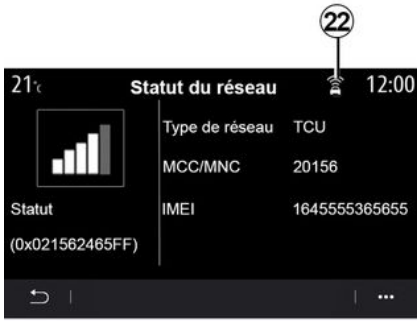 22
21°c Statut du réseau 12:00
Type de réseau TCU
MCC/MNC 20156
Statut IMEI 1645555365655
(0x021562465FF)